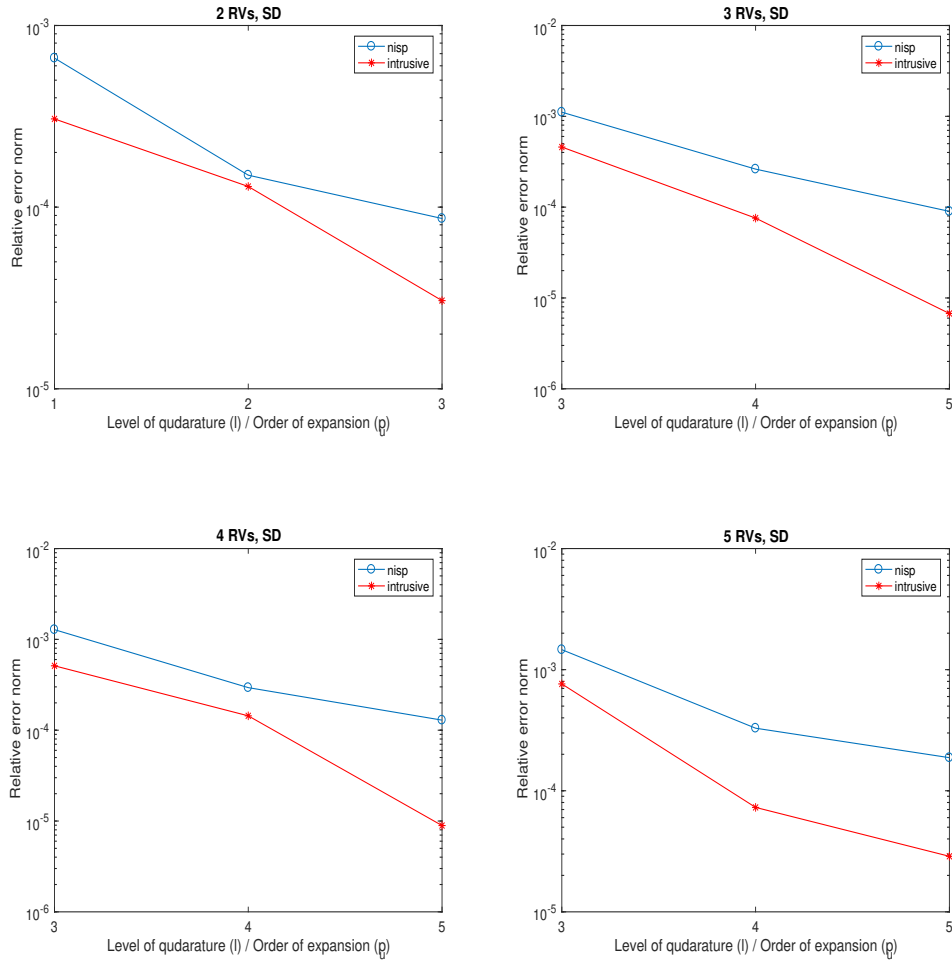 2 RVs, SD
10^-3
10^-4
10^-5
Relative error norm
nisp
intrusive
1
2
3
Level of qudarature (l) / Order of expansion (p_u)
3 RVs, SD
10^-2
10^-3
10^-4
10^-5
10^-6
Relative error norm
nisp
intrusive
3
4
5
Level of qudarature (l) / Order of expansion (p_u)
4 RVs, SD
10^-2
10^-3
10^-4
10^-5
10^-6
Relative error norm
nisp
intrusive
3
4
5
Level of qudarature (l) / Order of expansion (p_u)
5 RVs, SD
10^-2
10^-3
10^-4
10^-5
Relative error norm
nisp
intrusive
3
4
5
Level of qudarature (l) / Order of expansion (p_u)